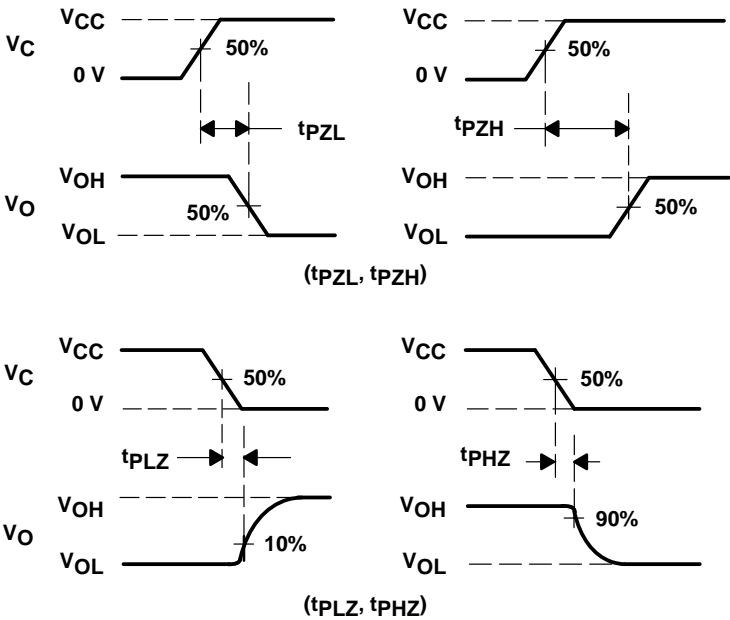 VCC VCC
VC 50% 50%
0 V 0 V
tPZL tPZH
VOH VOH
VO 50% 50%
VOL VOL
(tPZL, tPZH)
VCC VCC
VC 50% 50%
0 V 0 V
tPLZ tPHZ
VOH VOH
VO 10% 90%
VOL VOL
(tPLZ, tPHZ)